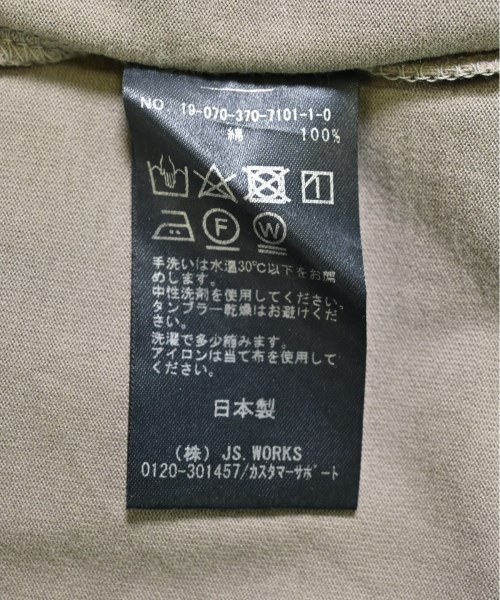 NO. 19-070-370-7101-1-0
綿 100%
F W
手洗いは水温30℃以下をお問
めします。
中性洗剤を使用してください。
タンブラー乾燥はお避けくだ
さい。
洗濯で多少縮みます。
アイロンは当て布を使用して
ください。
日本製
(株) JS.WORKS
0120-301457/カスタマーサポート